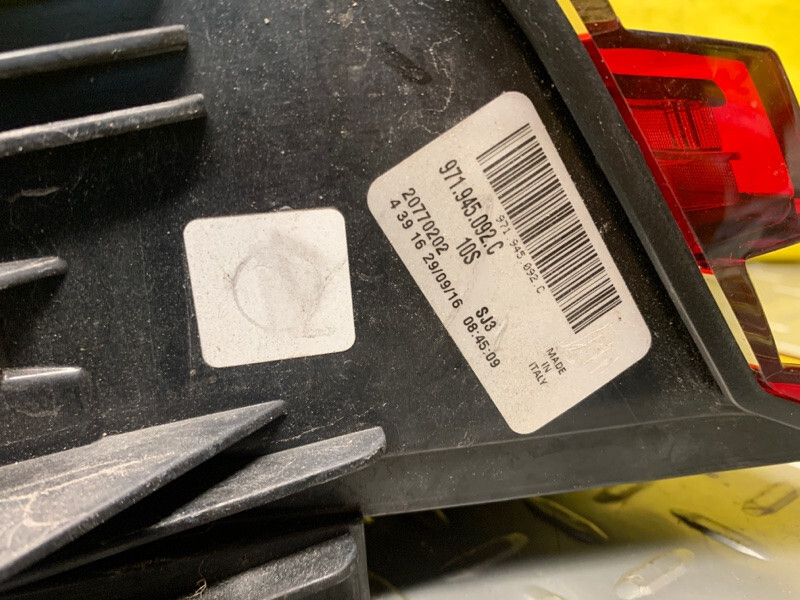 971 945 092 C
971.945.092.C
20770202 10S SJ3
4 39 16 29/09/16 08:45:09
MADE
IN
ITALY